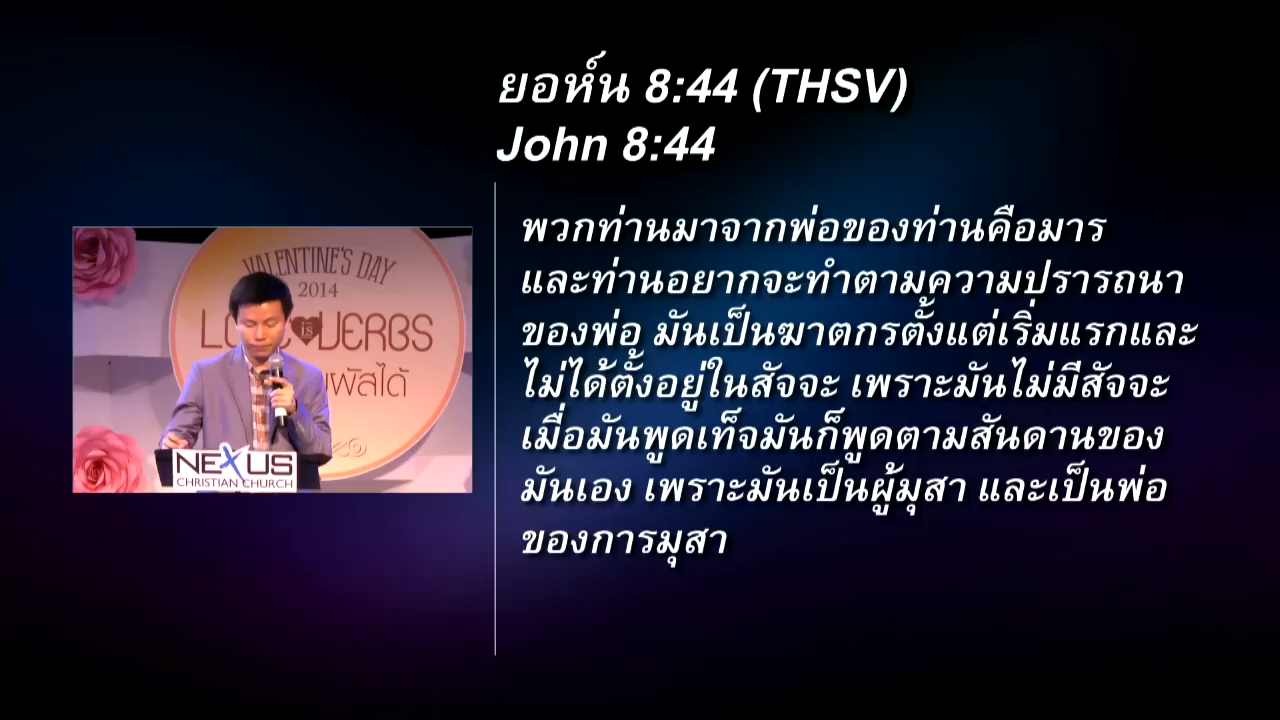 ยอห์น 8:44 (THSV)
John 8:44
พวกท่านมาจากพ่อของท่านคือมาร
และท่านอยากจะทำตามความปรารถนา
ของพ่อ มันเป็นฆาตกรตั้งแต่เริ่มแรกและ
ไม่ได้ตั้งอยู่ในสัจจะ เพราะมันไม่มีสัจจะ
เมื่อมันพูดเท็จมันก็พูดตามสันดานของ
มันเอง เพราะมันเป็นผู้มุสา และเป็นพ่อ
ของการมุสา
VALENTINE'S DAY
2014
is
VERBS
NEXUS
CHRISTIAN CHURCH